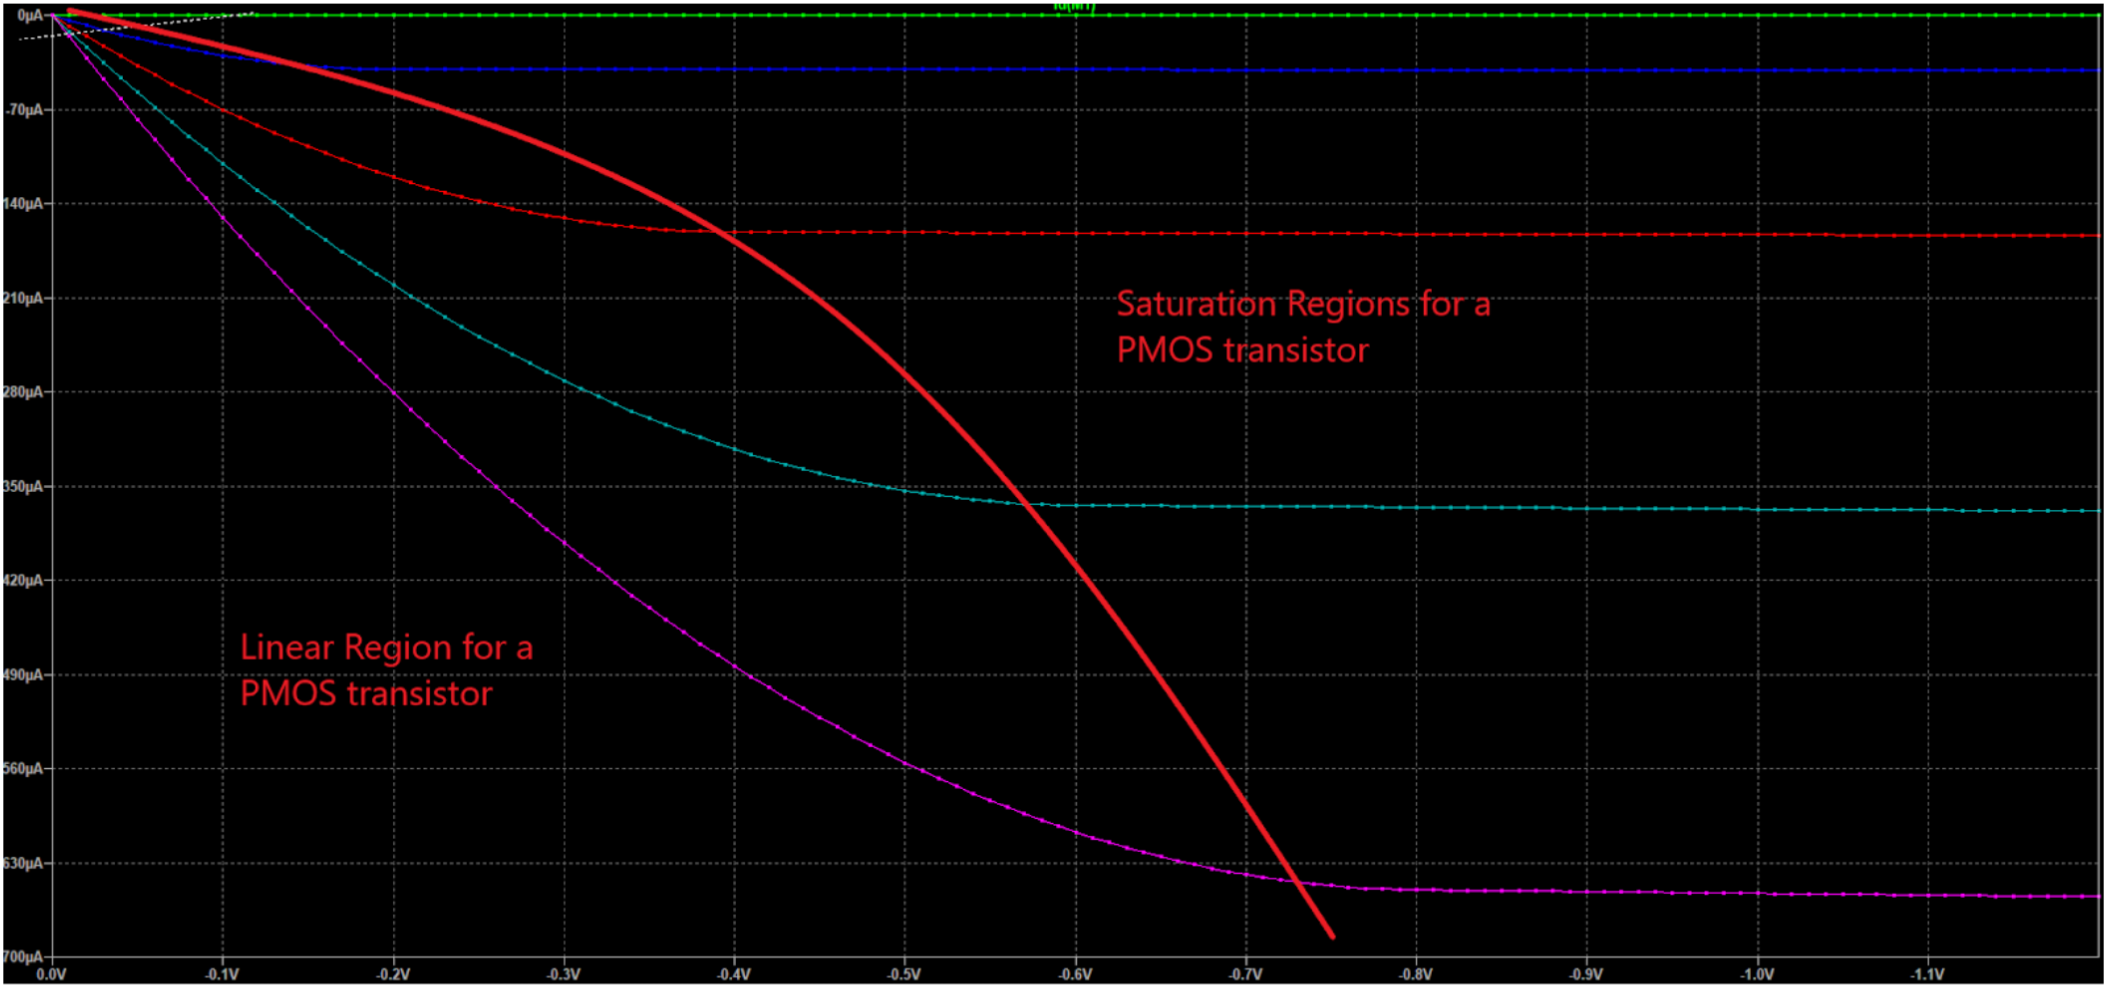 0µA
-70µA
140µA
210µA
280µA
350µA
420µA
490µA
560µA
630µA
700µA
Saturation Regions for a
PMOS transistor
Linear Region for a
PMOS transistor
0.0V -0.1V -0.2V -0.3V -0.4V -0.5V -0.6V -0.7V -0.8V -0.9V -1.0V -1.1V